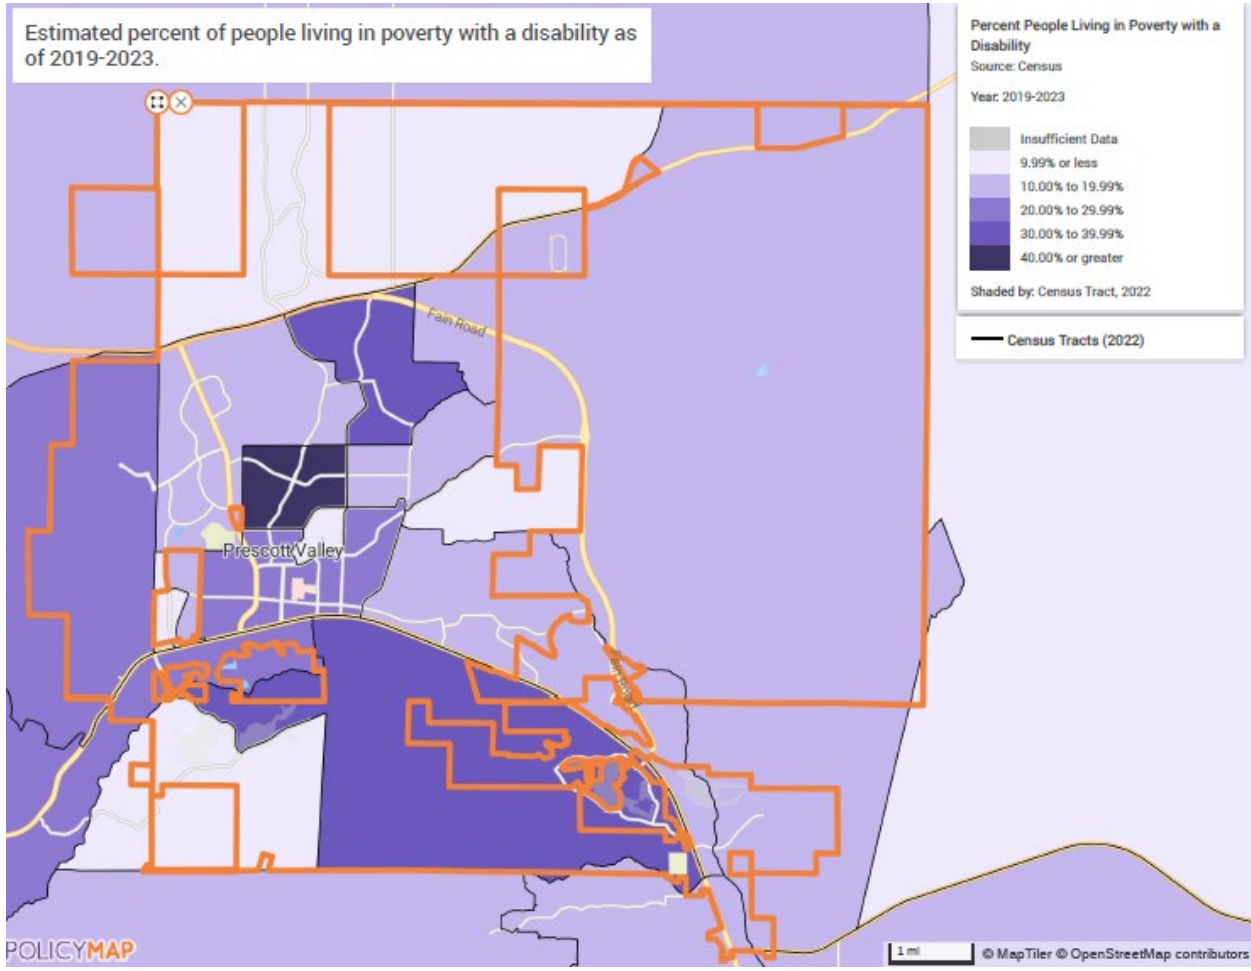 Estimated percent of people living in poverty with a disability as
of 2019-2023.
Percent People Living in Poverty with a
Disability
Source: Census
Year: 2019-2023
Insufficient Data
9.99% or less
10.00% to 19.99%
20.00% to 29.99%
30.00% to 39.99%
40.00% or greater
Shaded by: Census Tract, 2022
Census Tracts (2022)
Fain Road
Prescott Valley
Fain Road
POLICYMAP
1 mi
© MapTiler © OpenStreetMap contributors